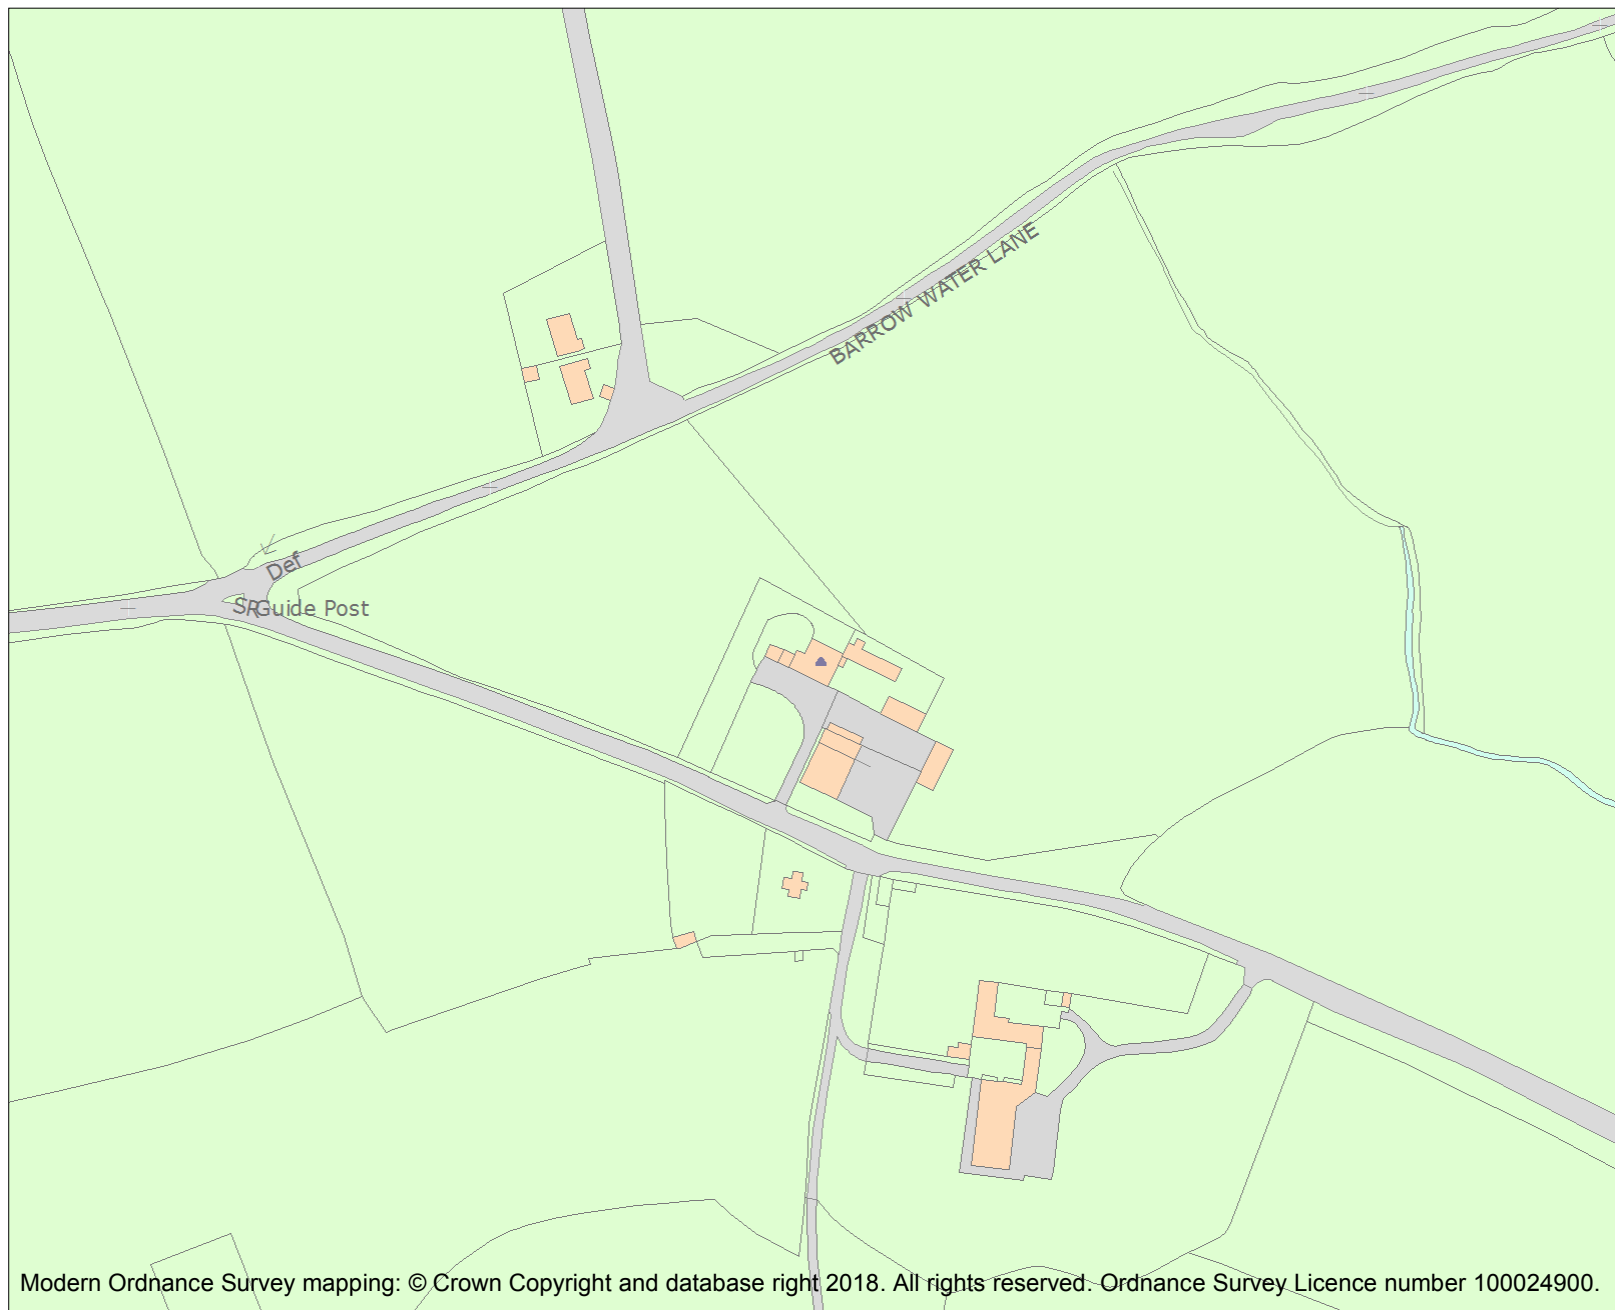 BARROW WATER LANE
Def
SR
Guide Post
Modern Ordnance Survey mapping: © Crown Copyright and database right 2018. All rights reserved. Ordnance Survey Licence number 100024900.